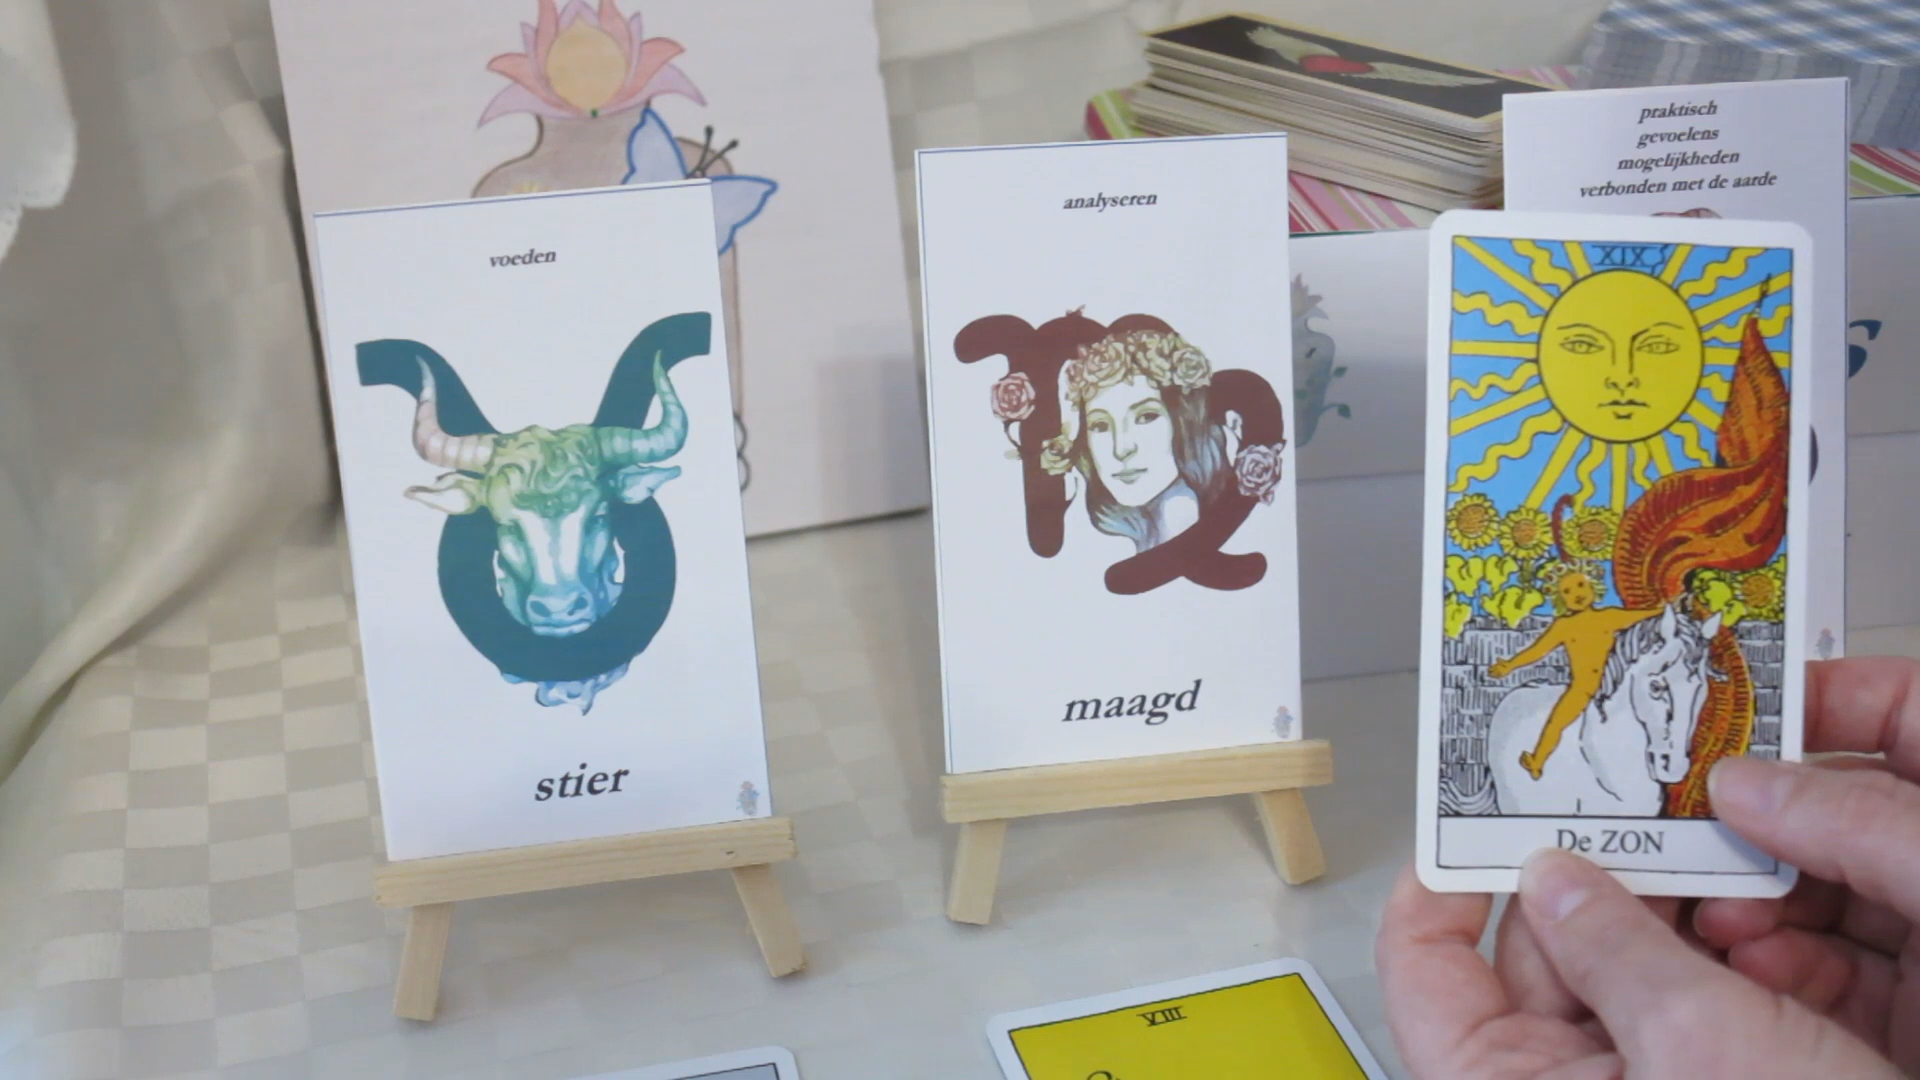 voeden
stier
analyseren
maagd
praktisch
gevoelens
mogelijkheden
verbonden met de aarde
XIX
De ZON
VIII